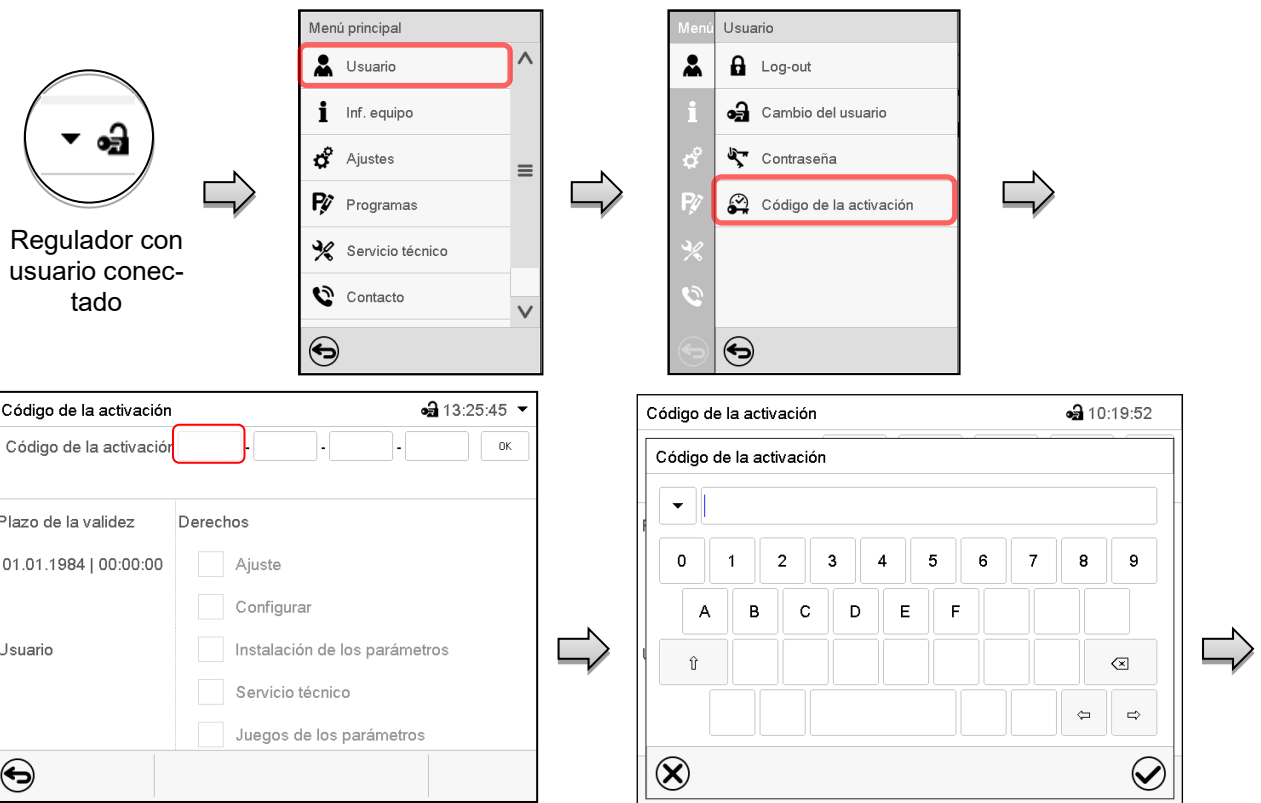 Regulador con
usuario conec-
tado
Menú principal
Usuario
Inf. equipo
Ajustes
Programas
Servicio técnico
Contacto
Menú
Usuario
Log-out
Cambio del usuario
Contraseña
Código de la activación
Código de la activación
13:25:45
Código de la activación
- - -
OK
Plazo de la validez
Derechos
01.01.1984 | 00:00:00
Ajuste
Configurar
Usuario
Instalación de los parámetros
Servicio técnico
Juegos de los parámetros
Código de la activación
10:19:52
Código de la activación
0 1 2 3 4 5 6 7 8 9
A B C D E F